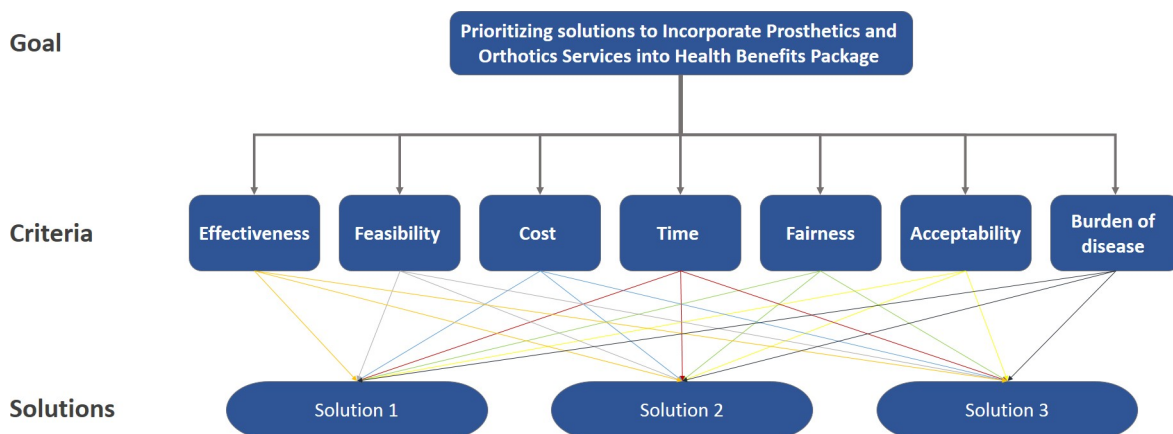 Goal
Prioritizing solutions to Incorporate Prosthetics and
Orthotics Services into Health Benefits Package
Criteria
Effectiveness
Feasibility
Cost
Time
Fairness
Acceptability
Burden of
disease
Solutions
Solution 1
Solution 2
Solution 3